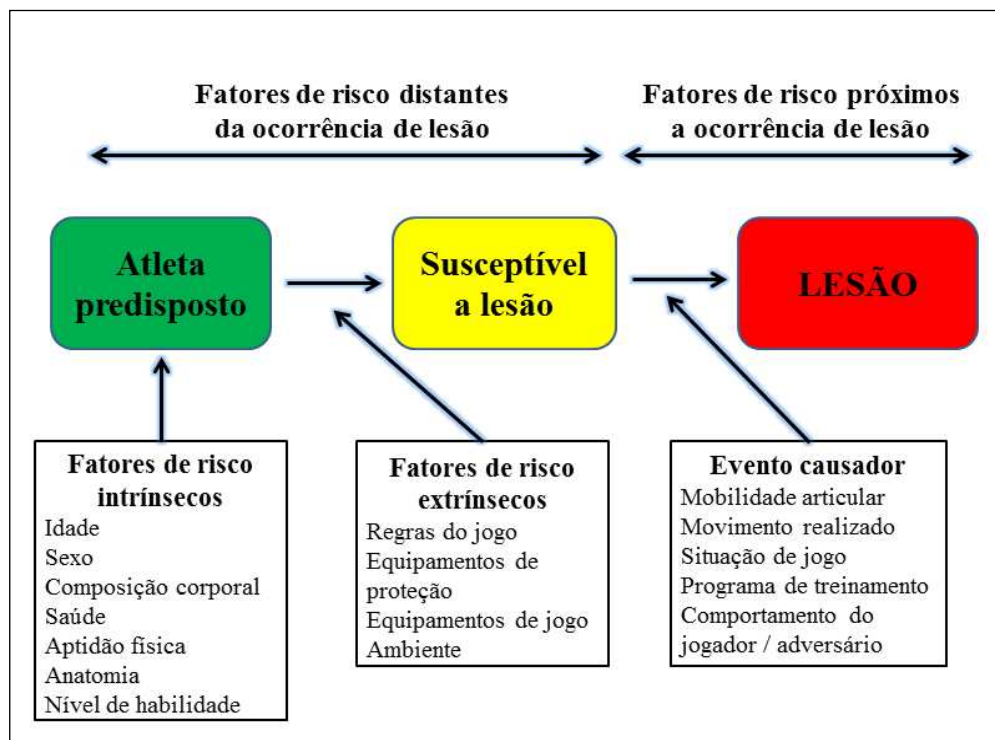 Fatores de risco distantes
da ocorrência de lesão
Fatores de risco próximos
a ocorrência de lesão
Atleta
predisposto
Susceptível
a lesão
LESÃO
Fatores de risco
intrínsecos
Idade
Sexo
Composição corporal
Saúde
Aptidão física
Anatomia
Nível de habilidade
Fatores de risco
extrínsecos
Regras do jogo
Equipamentos de
proteção
Equipamentos de jogo
Ambiente
Evento causador
Mobilidade articular
Movimento realizado
Situação de jogo
Programa de treinamento
Comportamento do
jogador / adversário